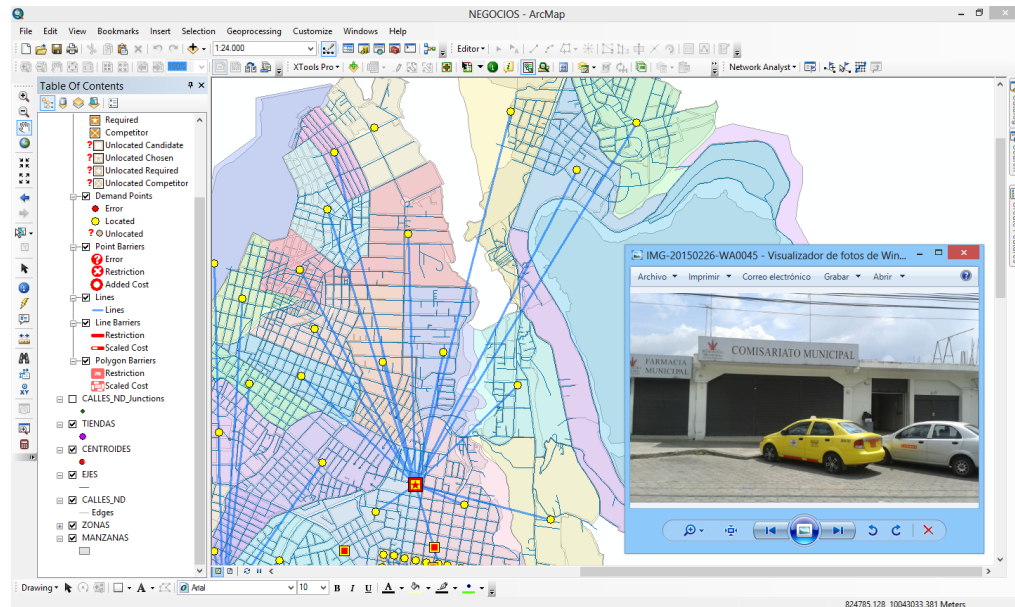 NEGOCIOS - ArcMap
File Edit View Bookmarks Insert Selection Geoprocessing Customize Windows Help
1:24.000
Editor
100%
XTools Pro
Network Analyst
Table Of Contents
Required
Competitor
Unlocated Candidate
Unlocated Chosen
Unlocated Required
Unlocated Competitor
Demand Points
Error
Located
Unlocated
Point Barriers
Error
Restriction
Added Cost
Lines
Lines
Line Barriers
Restriction
Scaled Cost
Polygon Barriers
Restriction
Scaled Cost
CALLES_ND_Junctions
TIENDAS
CENTROIDES
EJES
CALLES_ND
Edges
ZONAS
MANZANAS
IMG-20150226-WA0045 - Visualizador de fotos de Win...
Archivo Imprimir Correo electrónico Grabar Abrir
FARMACIA
MUNICIPAL
COMISARIATO MUNICIPAL
Drawing
Arial
10
B I U A
824785,128 10043033,381 Meters